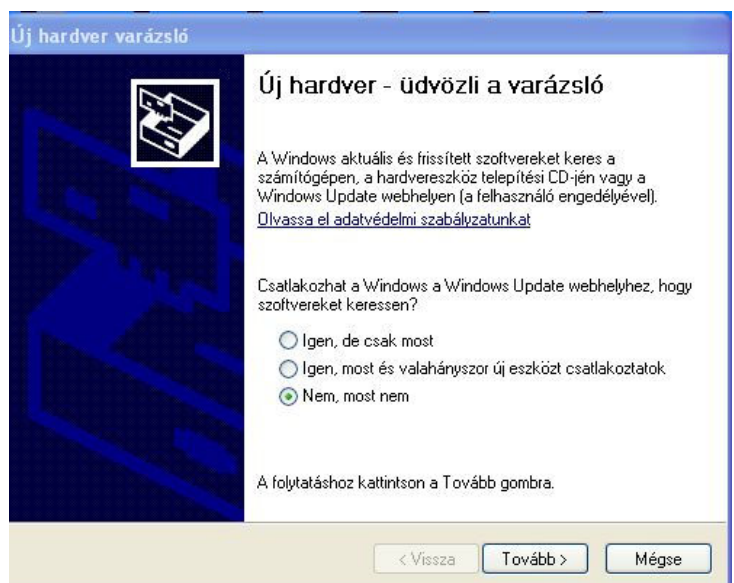 Új hardver varázsló
Új hardver - üdvözli a varázsló
A Windows aktuális és frissített szoftvereket keres a
számítógépen, a hardvereszköz telepítési CD-jén vagy a
Windows Update webhelyen (a felhasználó engedélyével).
Olvassa el adatvédelmi szabályzatunkat
Csatlakozhat a Windows a Windows Update webhelyhez, hogy
szoftvereket keressen?
Igen, de csak most
Igen, most és valahányszor új eszközt csatlakoztatok
Nem, most nem
A folytatáshoz kattintson a Tovább gombra.
< Vissza Tovább > Mégse